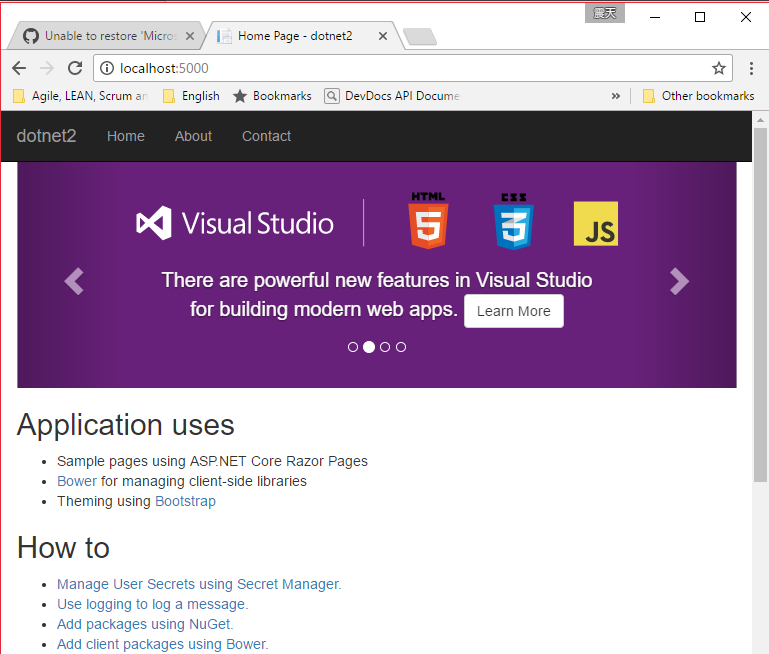 震天
Unable to restore 'Micros
Home Page - dotnet2
localhost:5000
Agile, LEAN, Scrum an
English
Bookmarks
DevDocs API Docume
»
Other bookmarks
dotnet2
Home
About
Contact
Visual Studio
HTML
5
CSS
3
JS
There are powerful new features in Visual Studio
for building modern web apps.
Learn More
Application uses
Sample pages using ASP.NET Core Razor Pages
Bower for managing client-side libraries
Theming using Bootstrap
How to
Manage User Secrets using Secret Manager.
Use logging to log a message.
Add packages using NuGet.
Add client packages using Bower.